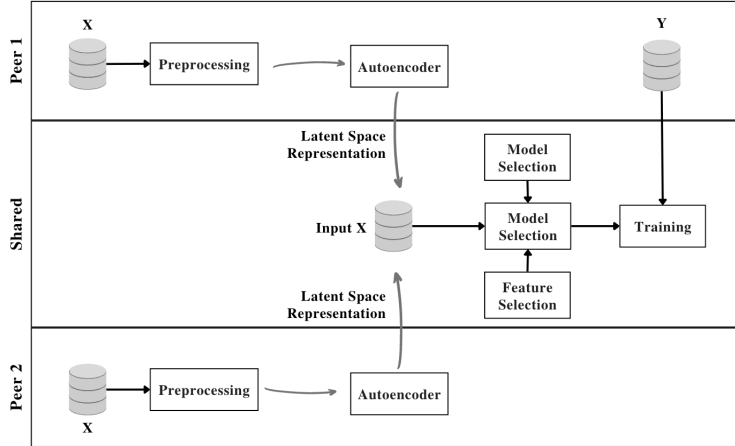 Peer 1
X
Preprocessing
Autoencoder
Y
Shared
Latent Space
Representation
Model
Selection
Input X
Model
Selection
Training
Feature
Selection
Latent Space
Representation
Peer 2
Preprocessing
Autoencoder
X